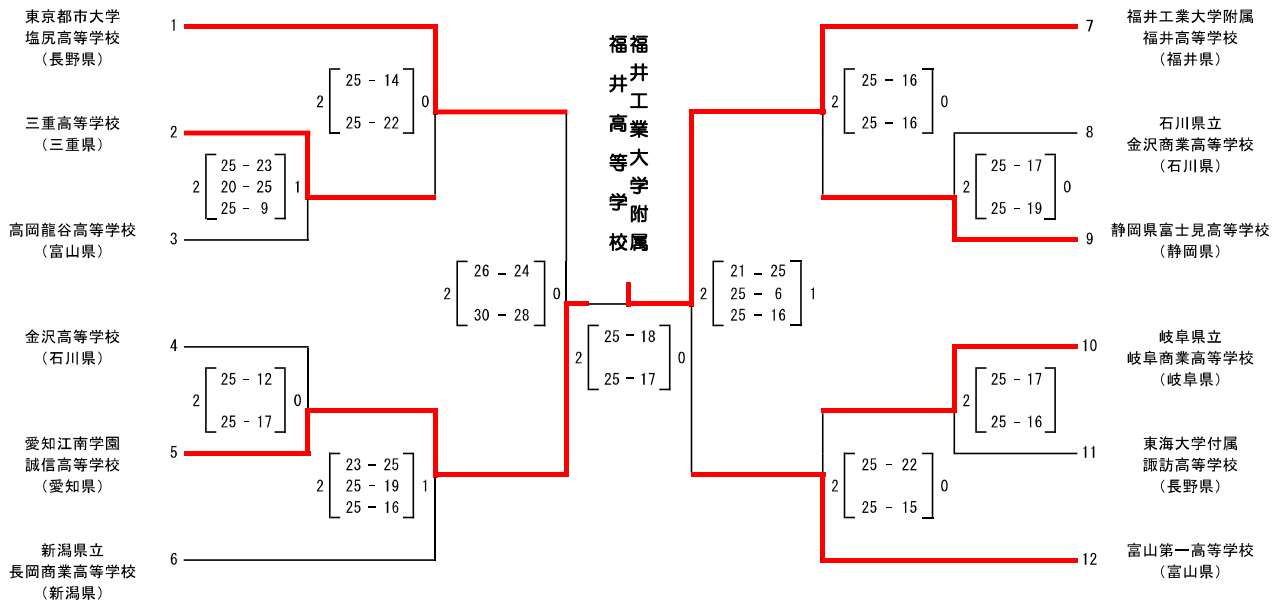 東京都市大学
塩尻高等学校
（長野県）
1
2
25 - 14
25 - 22
0
三重高等学校
（三重県）
2
2
25 - 23
20 - 25
25 - 9
1
高岡龍谷高等学校
（富山県）
3
2
26 - 24
30 - 28
0
金沢高等学校
（石川県）
4
2
25 - 12
25 - 17
0
愛知江南学園
誠信高等学校
（愛知県）
5
2
23 - 25
25 - 19
25 - 16
1
新潟県立
長岡商業高等学校
（新潟県）
6
福井工業大学附属
福井高等学校
2
25 - 18
25 - 17
0
7
福井工業大学附属
福井高等学校
（福井県）
2
25 - 16
25 - 16
0
8
石川県立
金沢商業高等学校
（石川県）
2
25 - 17
25 - 19
0
9
静岡県富士見高等学校
（静岡県）
2
21 - 25
25 - 6
25 - 16
1
10
岐阜県立
岐阜商業高等学校
（岐阜県）
2
25 - 17
25 - 16
0
11
東海大学付属
諏訪高等学校
（長野県）
2
25 - 22
25 - 15
0
12
富山第一高等学校
（富山県）